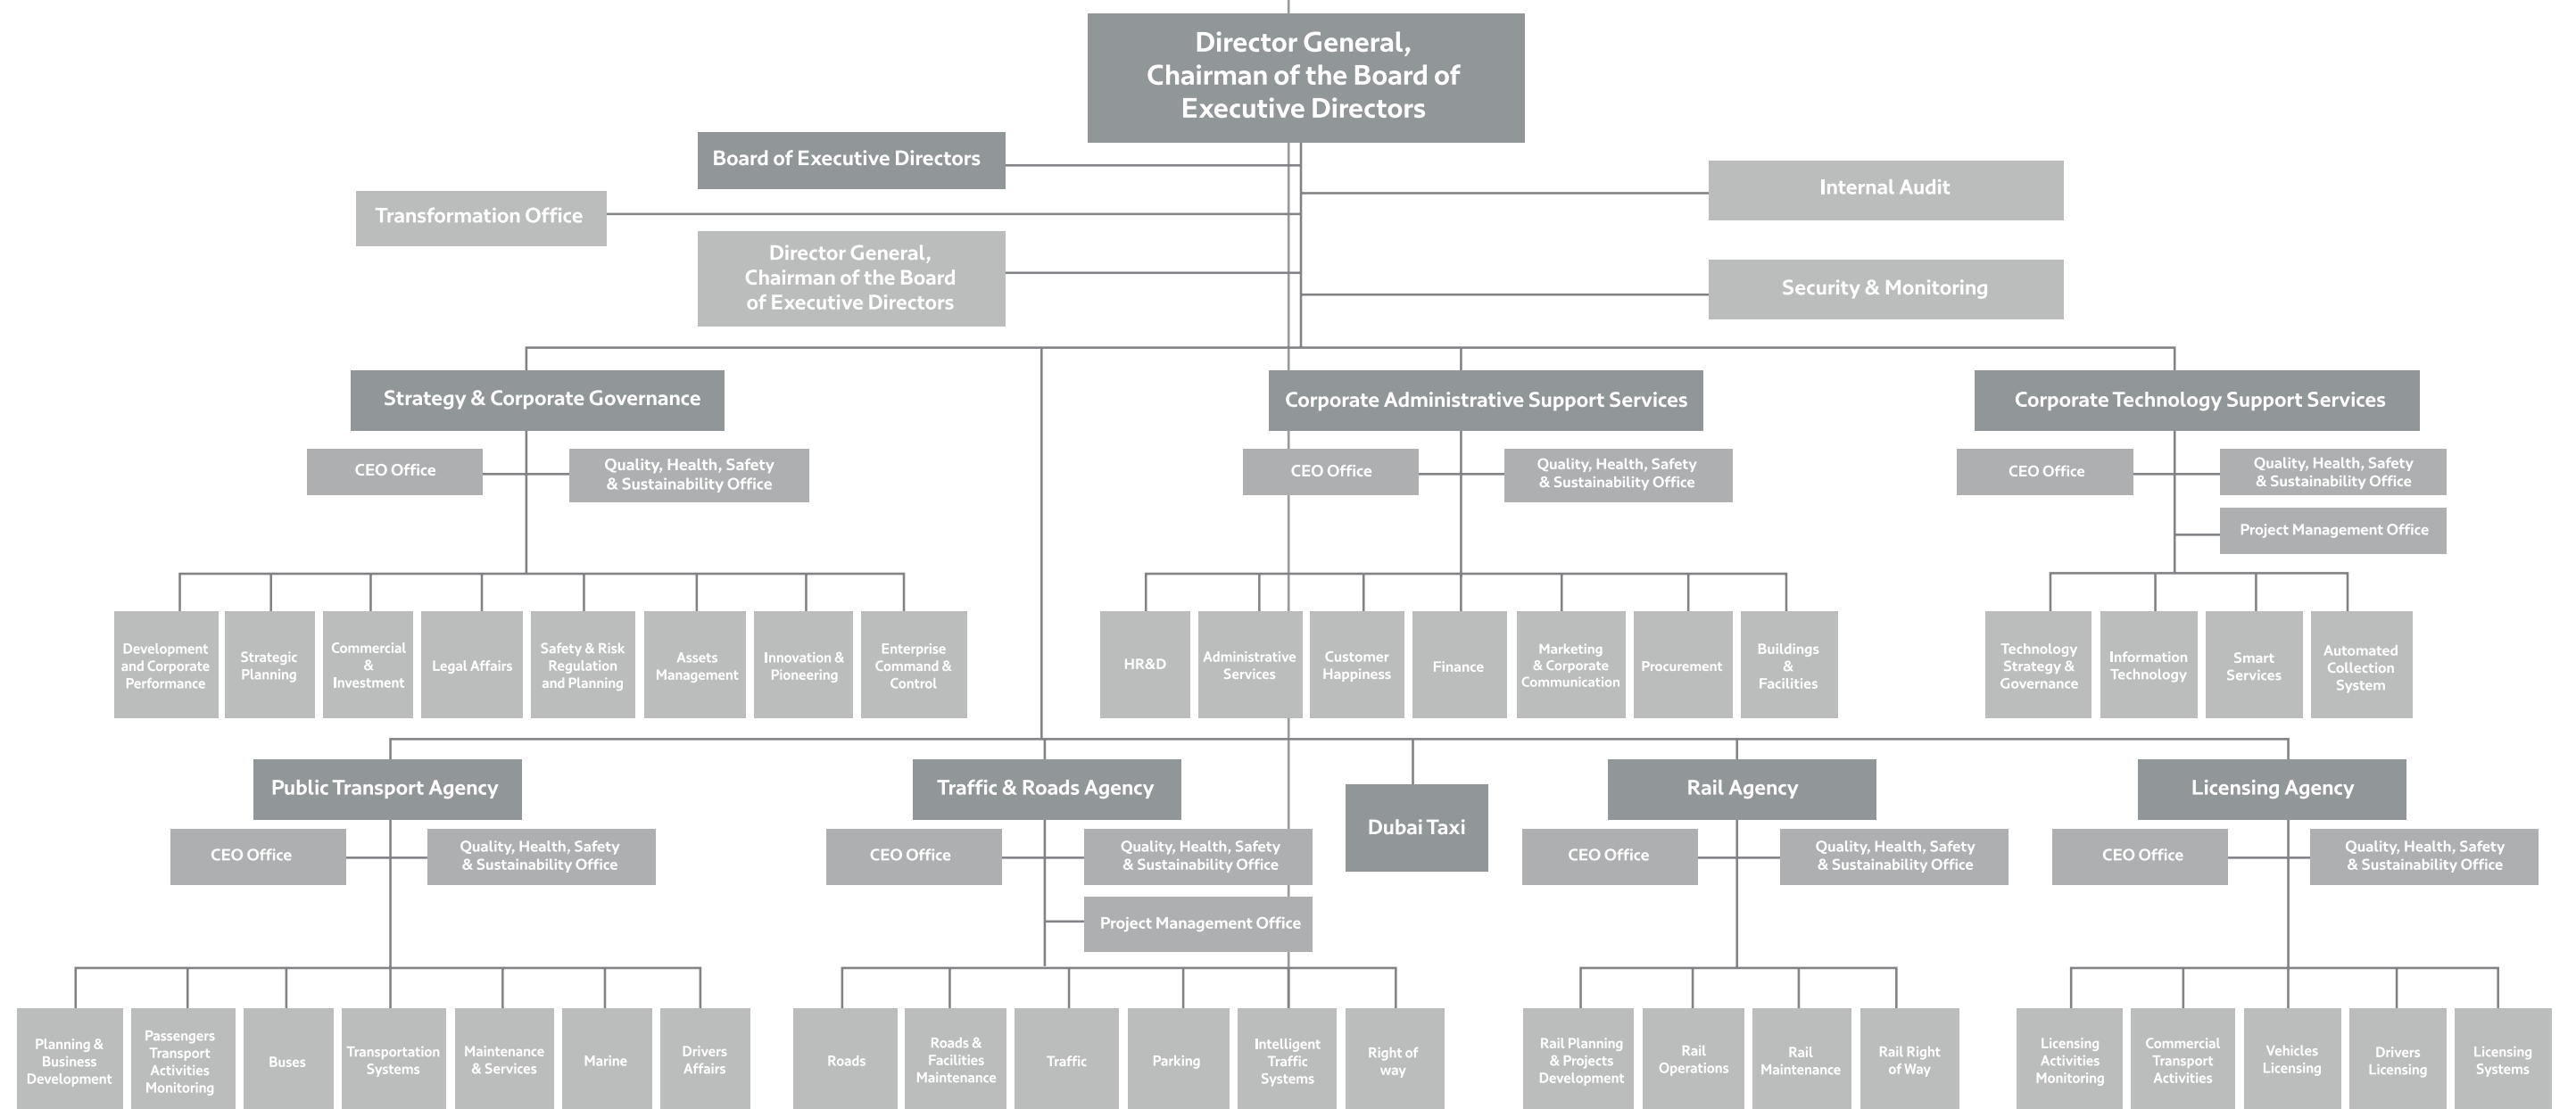 Director General,
Chairman of the Board of
Executive Directors
Board of Executive Directors
Internal Audit
Transformation Office
Director General,
Chairman of the Board
of Executive Directors
Security & Monitoring
Strategy & Corporate Governance
CEO Office
Quality, Health, Safety
& Sustainability Office
Development
and Corporate
Performance
Strategic
Planning
Commercial
&
Investment
Legal Affairs
Safety & Risk
Regulation
and Planning
Assets
Management
Innovation &
Pioneering
Enterprise
Command &
Control
Corporate Administrative Support Services
CEO Office
Quality, Health, Safety
& Sustainability Office
HR&D
Administrative
Services
Customer
Happiness
Finance
Marketing
& Corporate
Communication
Procurement
Buildings
&
Facilities
Corporate Technology Support Services
CEO Office
Quality, Health, Safety
& Sustainability Office
Project Management Office
Technology
Strategy &
Governance
Information
Technology
Smart
Services
Automated
Collection
System
Public Transport Agency
CEO Office
Quality, Health, Safety
& Sustainability Office
Planning &
Business
Development
Passengers
Transport
Activities
Monitoring
Buses
Transportation
Systems
Maintenance
& Services
Marine
Drivers
Affairs
Traffic & Roads Agency
CEO Office
Quality, Health, Safety
& Sustainability Office
Project Management Office
Roads
Roads &
Facilities
Maintenance
Traffic
Parking
Intelligent
Traffic
Systems
Right of
way
Dubai Taxi
Rail Agency
CEO Office
Quality, Health, Safety
& Sustainability Office
Rail Planning
& Projects
Development
Rail
Operations
Rail
Maintenance
Rail Right
of Way
Licensing Agency
CEO Office
Quality, Health, Safety
& Sustainability Office
Licensing
Activities
Monitoring
Commercial
Transport
Activities
Vehicles
Licensing
Drivers
Licensing
Licensing
Systems